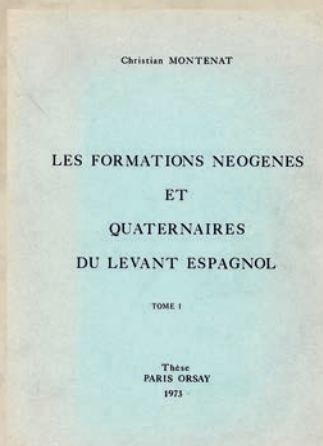 Christian MONTENAT
LES FORMATIONS NEOGENES
ET
QUATERNAIRES
DU LEVANT ESPAGNOL
TOME I
Thèse
PARIS ORSAY
1973